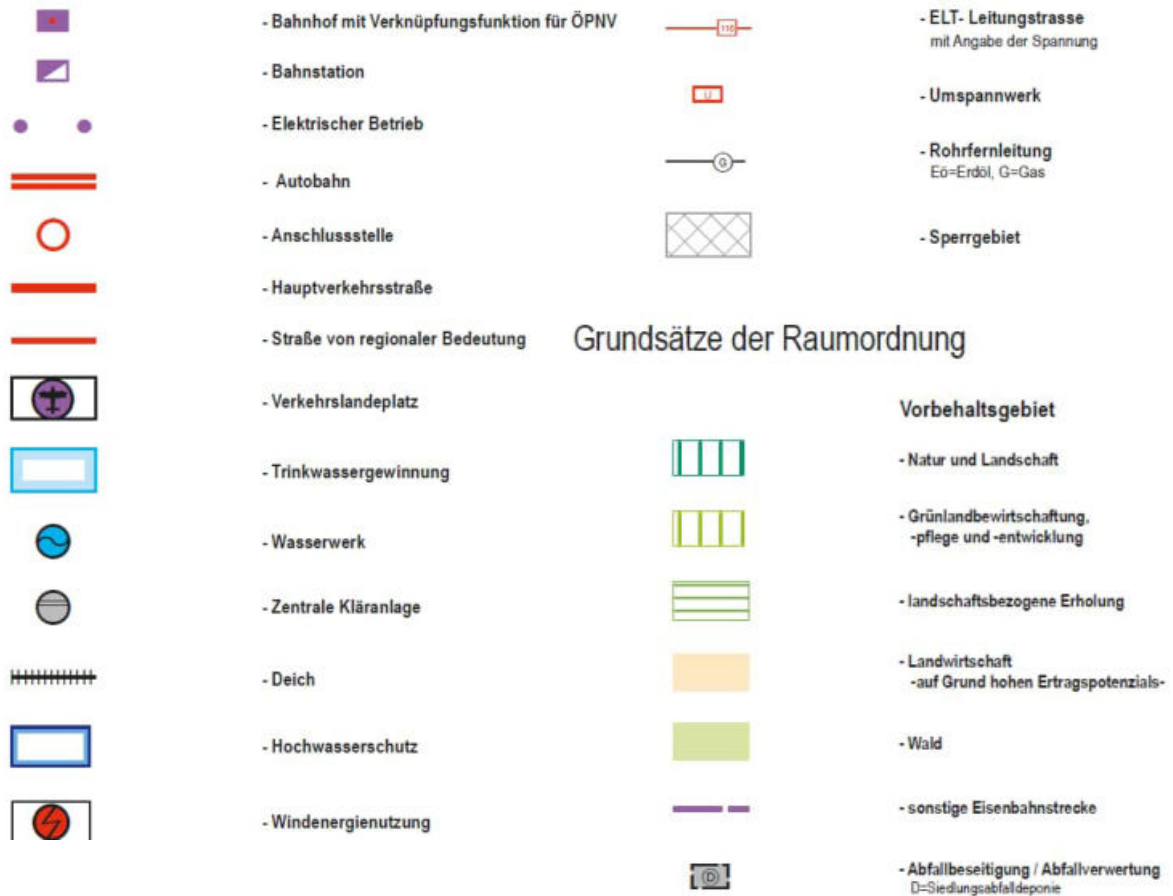 - Bahnhof mit Verknüpfungsfunktion für ÖPNV
- Bahnstation
- Elektrischer Betrieb
- Autobahn
- Anschlussstelle
- Hauptverkehrsstraße
- Straße von regionaler Bedeutung
- Verkehrslandeplatz
- Trinkwassergewinnung
- Wasserwerk
- Zentrale Kläranlage
- Deich
- Hochwasserschutz
- Windenergienutzung
110
- ELT- Leitungstrasse
mit Angabe der Spannung
U
- Umspannwerk
G
- Rohrfernleitung
Eö=Erdöl, G=Gas
- Sperrgebiet
Grundsätze der Raumordnung
Vorbehaltsgebiet
- Natur und Landschaft
- Grünlandbewirtschaftung,
-pflege und -entwicklung
- landschaftsbezogene Erholung
- Landwirtschaft
-auf Grund hohen Ertragspotenzials-
- Wald
- sonstige Eisenbahnstrecke
D
- Abfallbeseitigung / Abfallverwertung
D=Siedlungsabfalldeponie